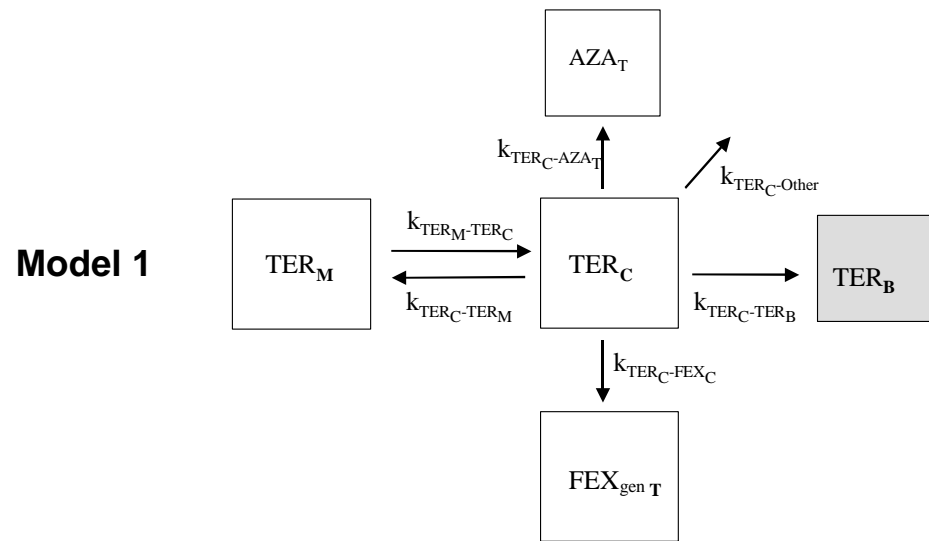 AZA_T
k_TER_C-AZA_T
k_TER_C-Other
k_TER_M-TER_C
Model 1
TER_M
TER_C
TER_B
k_TER_C-TER_M
k_TER_C-TER_B
k_TER_C-FEX_C
FEX_gen T